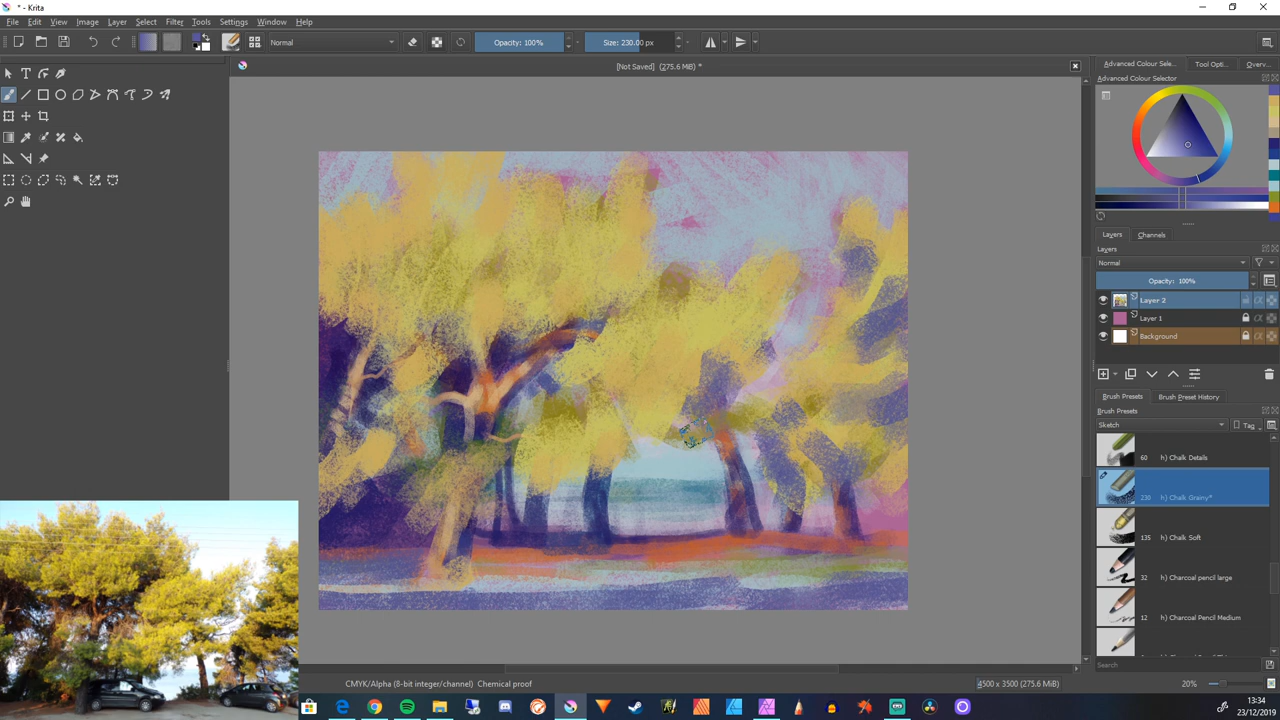 * - Krita
File Edit View Image Layer Select Filter Tools Settings Window Help
Normal Opacity: 100% Size: 230.00 px
[Not Saved] (275.6 MiB) *
Advanced Colour Sele... Tool Opti... Overv...
Advanced Colour Selector
Layers Channels
Layers
Normal
Opacity: 100%
Layer 2
Layer 1
Background
Brush Presets Brush Preset History
Brush Presets
Sketch Tag
60 h) Chalk Details
230 h) Chalk Grainy*
135 h) Chalk Soft
32 h) Charcoal pencil large
12 h) Charcoal Pencil Medium
Search
CMYK/Alpha (8-bit integer/channel) Chemical proof 4500 x 3500 (275.6 MiB) 20%
13:34
23/12/2019